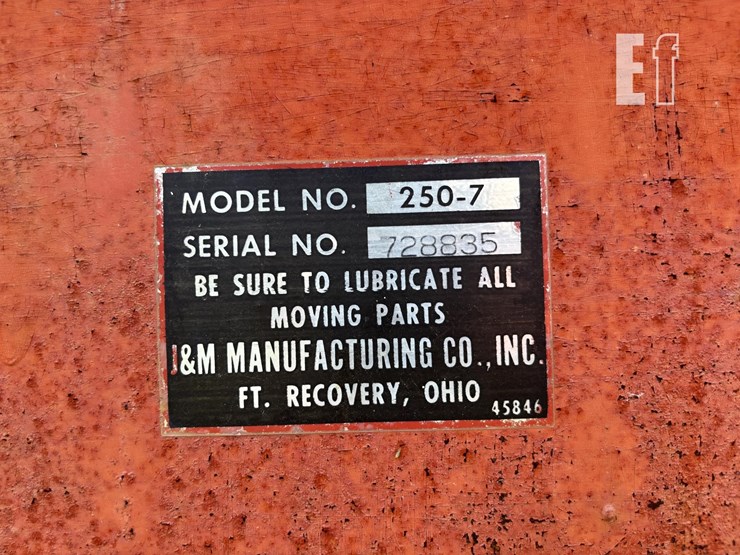 Ef
MODEL NO. 250-7
SERIAL NO. 728835
BE SURE TO LUBRICATE ALL
MOVING PARTS
J&M MANUFACTURING CO., INC.
FT. RECOVERY, OHIO
45846